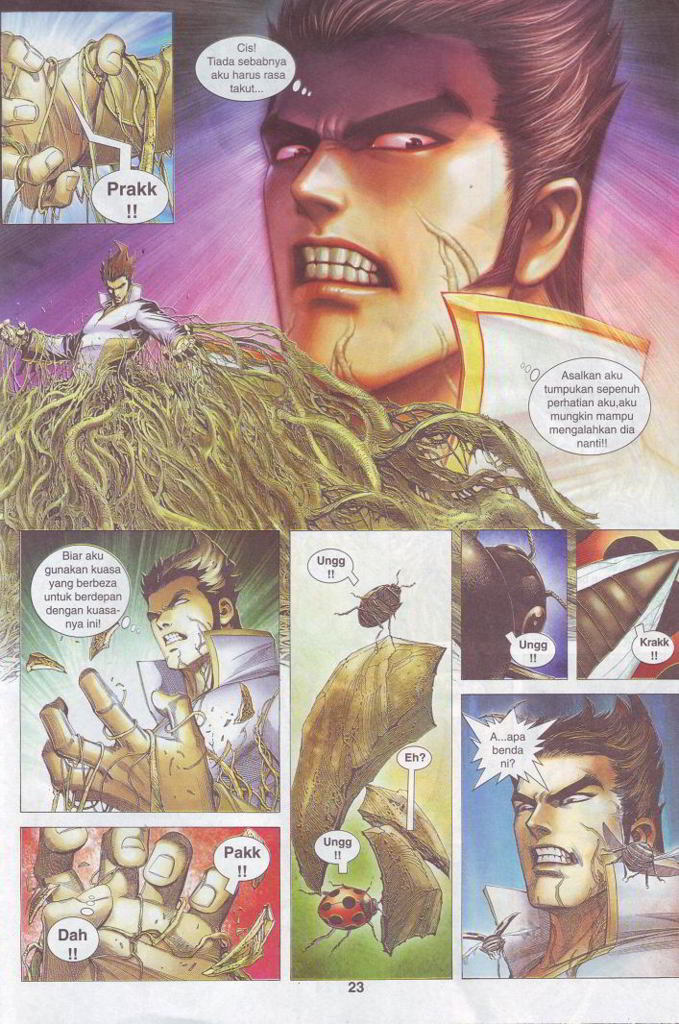 Prakk
!!
Cis!
Tiada sebabnya
aku harus rasa
takut...
Asalkan aku
tumpukan sepenuh
perhatian aku,aku
mungkin mampu
mengalahkan dia
nanti!!
Biar aku
gunakan kuasa
yang berbeza
untuk berdepan
dengan kuasa-
nya ini!
Pakk
!!
Dah
!!
Ungg
!!
Eh?
Ungg
!!
Ungg
!!
Krakk
!!
A...apa
benda
ni?
23